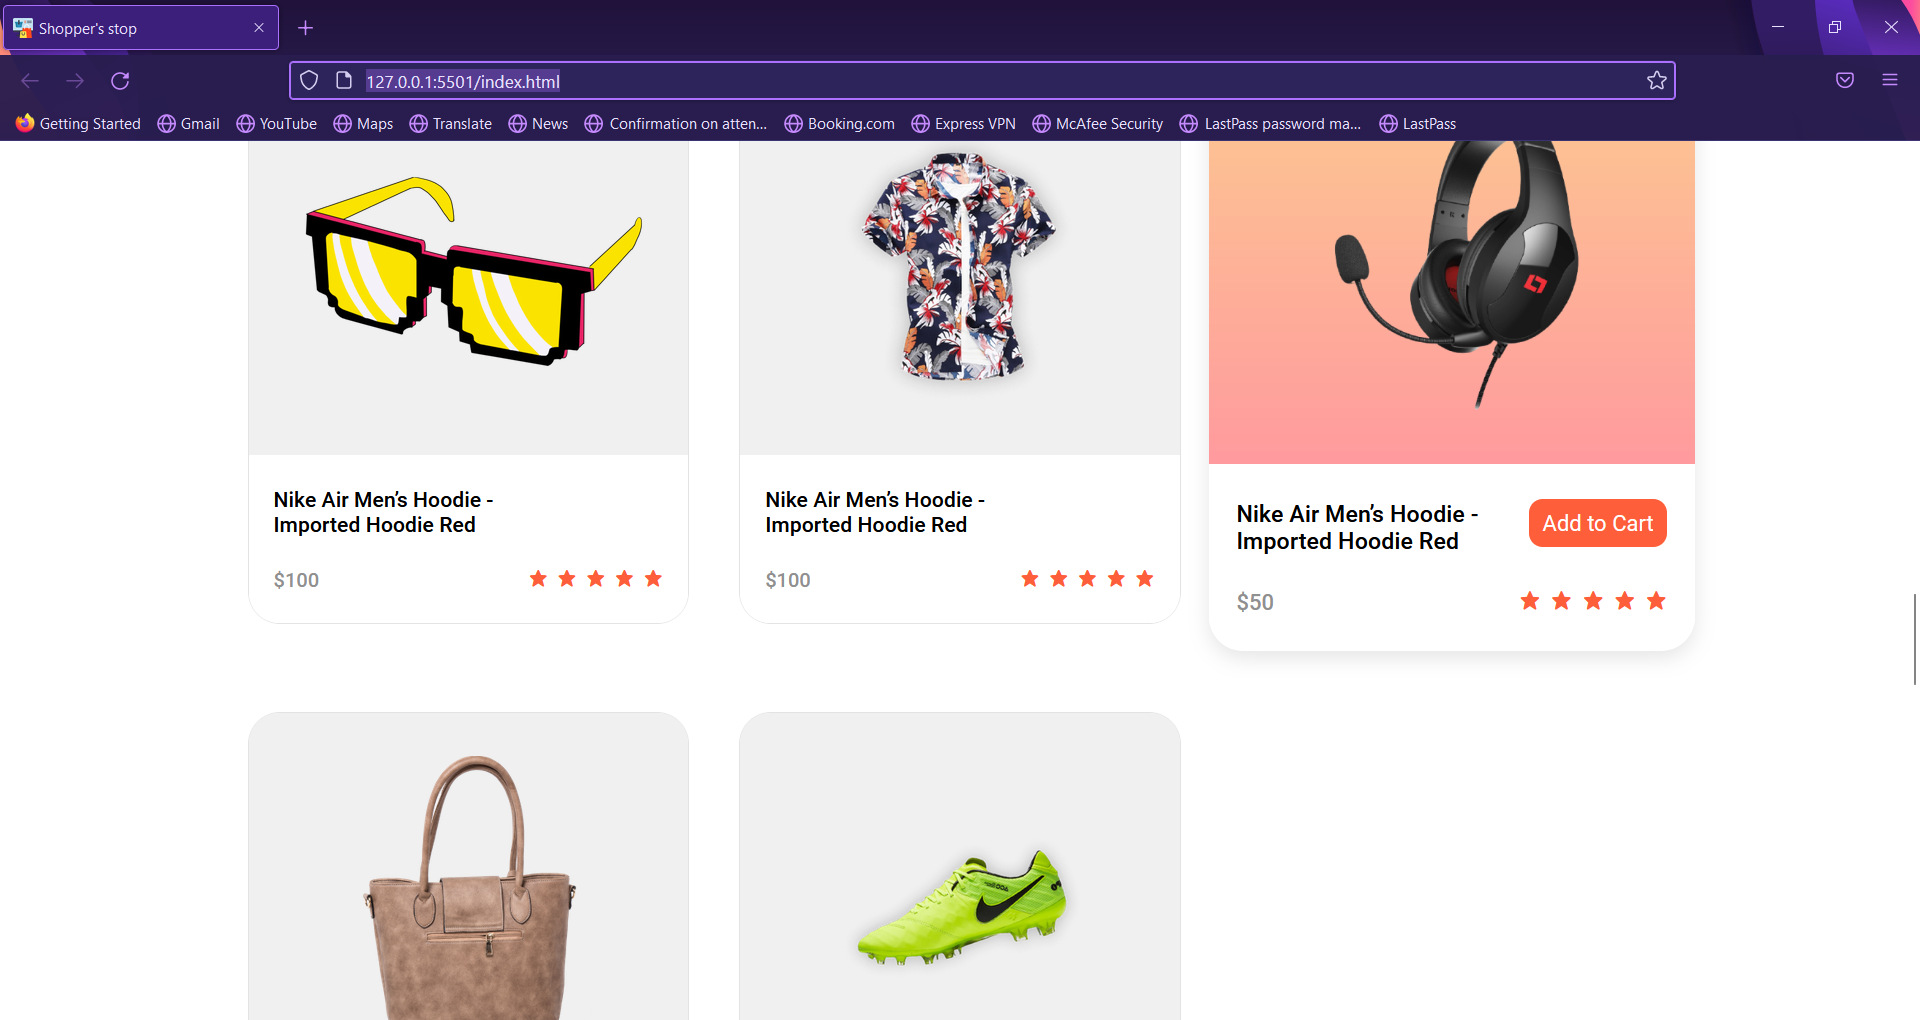 Shopper's stop
127.0.0.1:5501/index.html
Getting Started
Gmail
YouTube
Maps
Translate
News
Confirmation on atten...
Booking.com
Express VPN
McAfee Security
LastPass password ma...
LastPass
Nike Air Men’s Hoodie -
Imported Hoodie Red
$100
Nike Air Men’s Hoodie -
Imported Hoodie Red
$100
Nike Air Men’s Hoodie -
Imported Hoodie Red
Add to Cart
$50